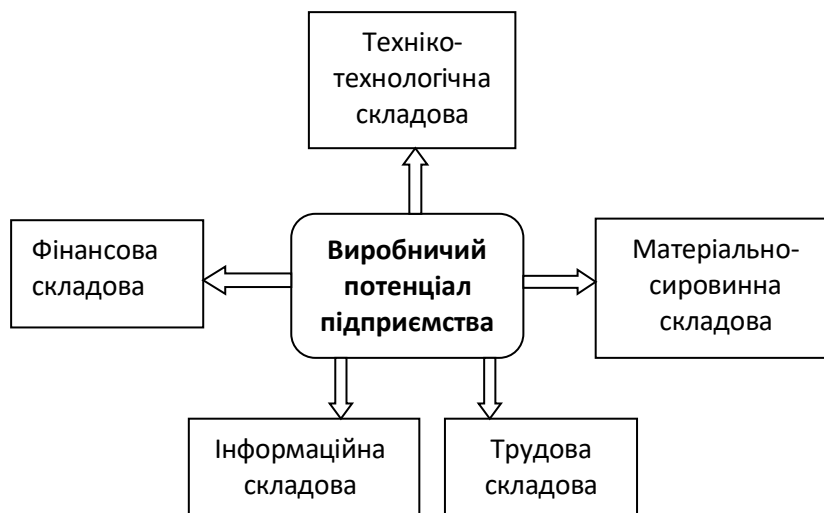 Техніко-
технологічна
складова
Фінансова
складова
Виробничий
потенціал
підприємства
Матеріально-
сировинна
складова
Інформаційна
складова
Трудова
складова